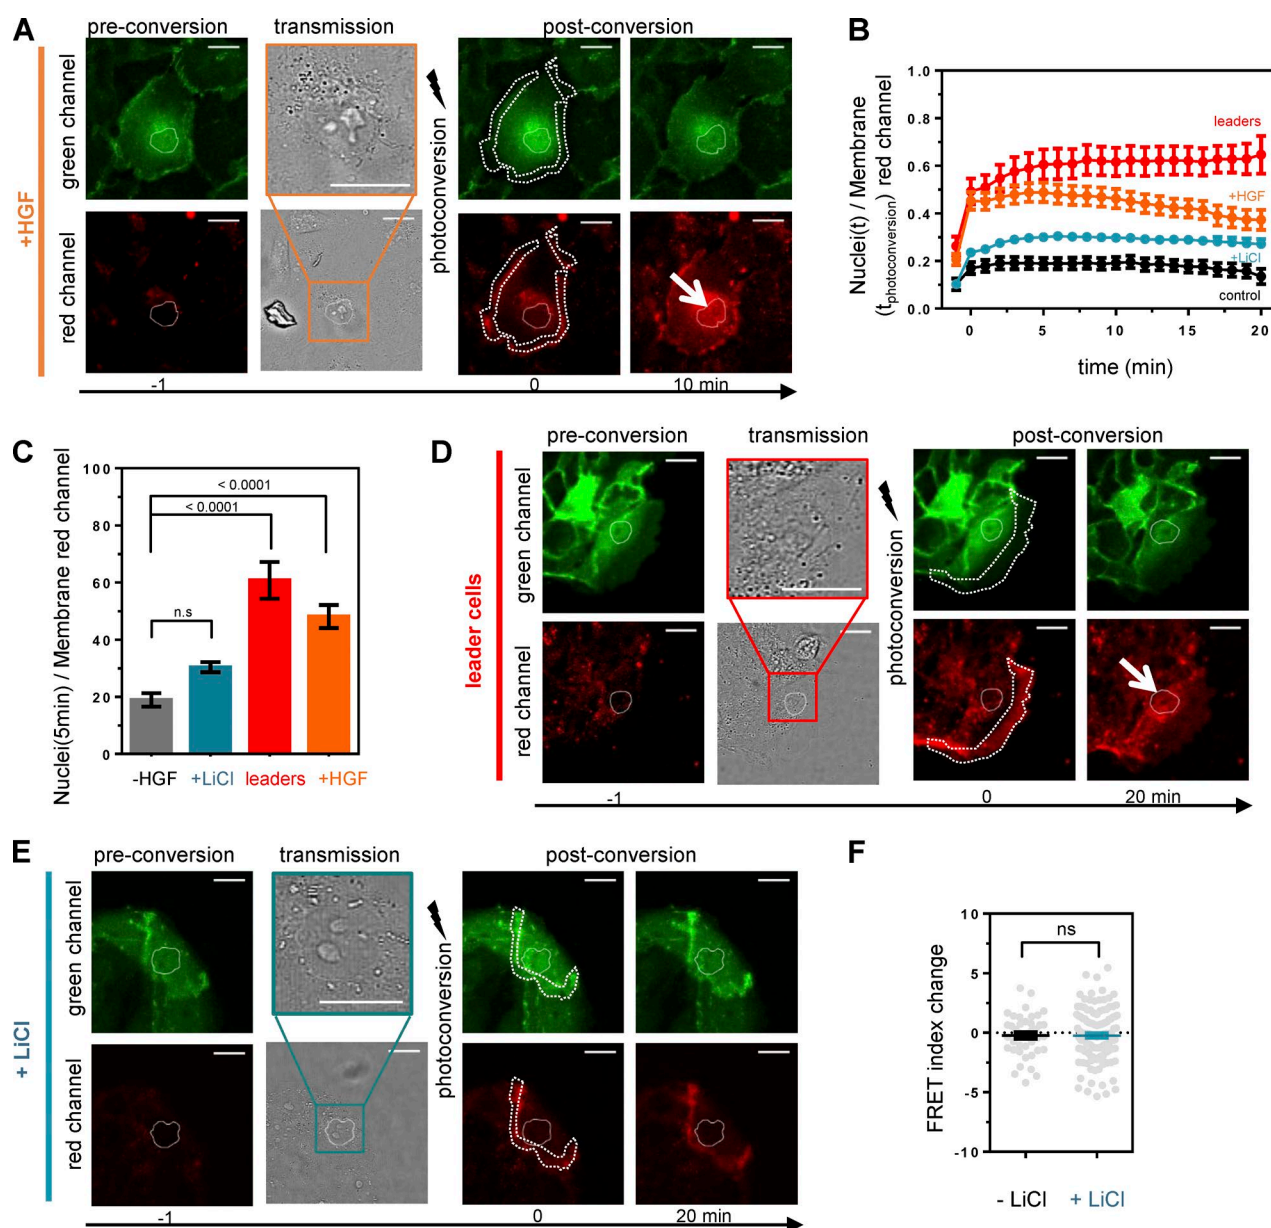 A
pre-conversion
transmission
post-conversion
+HGF
green channel
red channel
photoconversion
-1
0
10 min
B
Nuclei(t) / Membrane
(tphotoconversion) red channel
1.0
0.8
0.6
0.4
0.2
0.0
leaders
+HGF
+LiCl
control
0
5
10
15
20
time (min)
C
Nuclei(5min) / Membrane red channel
100
80
60
40
20
0
< 0.0001
< 0.0001
n.s
-HGF
+LiCl
leaders
+HGF
D
pre-conversion
transmission
post-conversion
leader cells
green channel
red channel
photoconversion
-1
0
20 min
E
pre-conversion
transmission
post-conversion
+ LiCl
green channel
red channel
photoconversion
-1
0
20 min
F
FRET index change
10
5
0
-5
-10
ns
- LiCl
+ LiCl